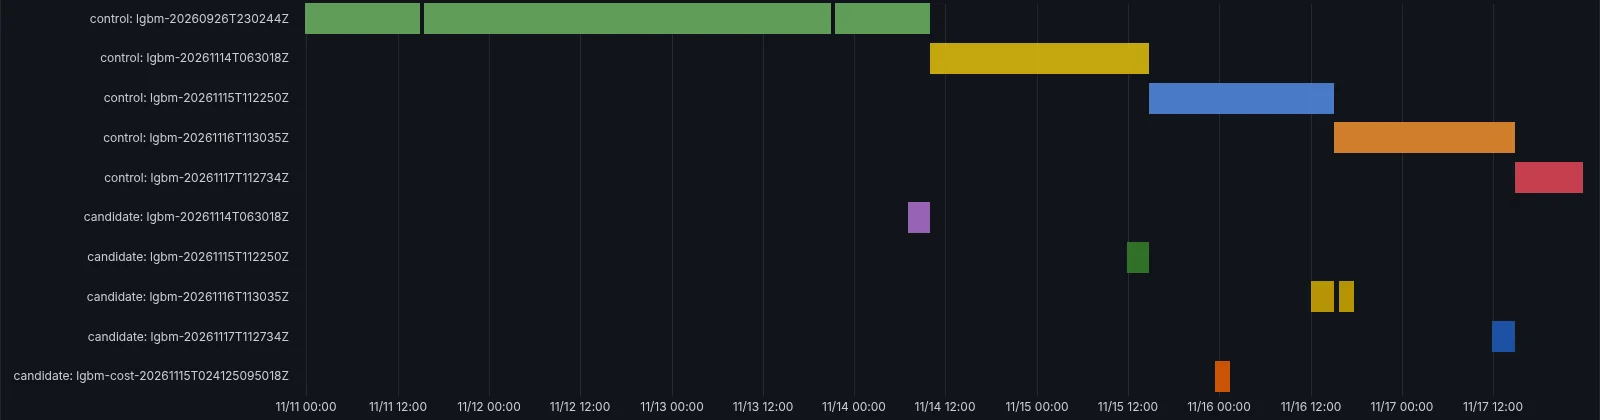 control: lgbm-20260926T230244Z
control: lgbm-20261114T063018Z
control: lgbm-20261115T112250Z
control: lgbm-20261116T113035Z
control: lgbm-20261117T112734Z
candidate: lgbm-20261114T063018Z
candidate: lgbm-20261115T112250Z
candidate: lgbm-20261116T113035Z
candidate: lgbm-20261117T112734Z
candidate: lgbm-cost-20261115T024125095018Z
11/11 00:00 11/11 12:00 11/12 00:00 11/12 12:00 11/13 00:00 11/13 12:00 11/14 00:00 11/14 12:00 11/15 00:00 11/15 12:00 11/16 00:00 11/16 12:00 11/17 00:00 11/17 12:00